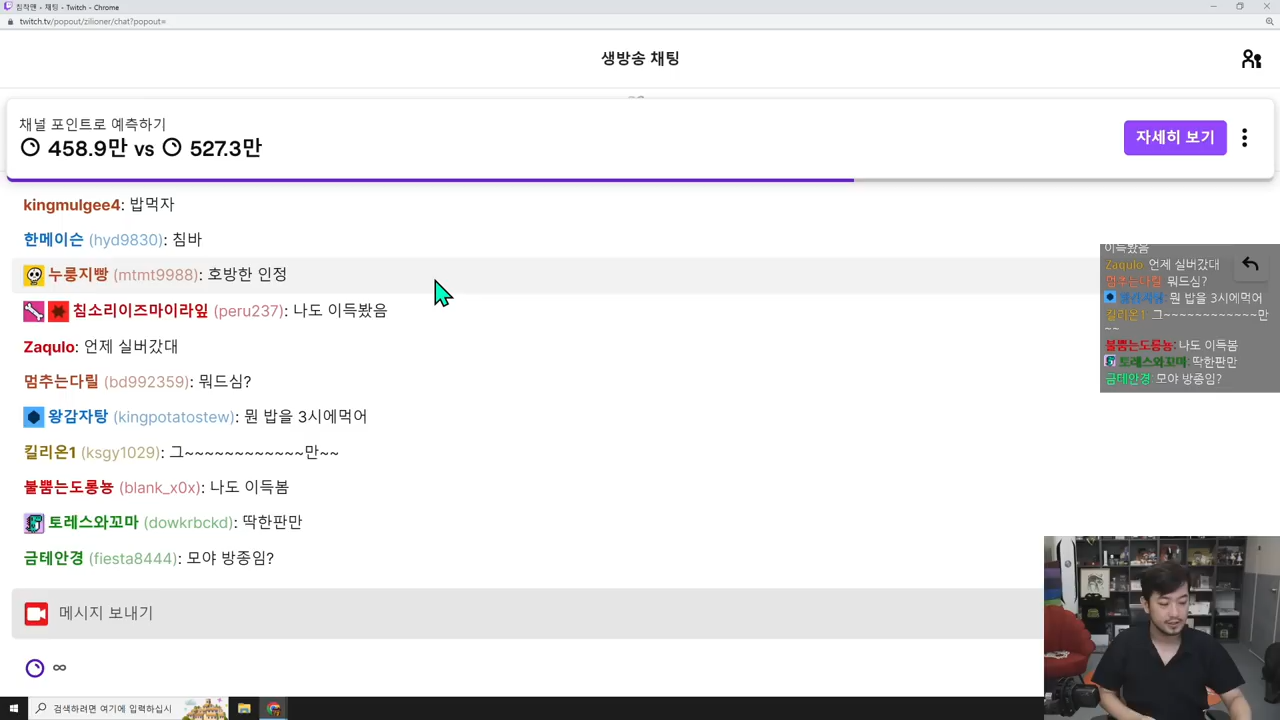 침착맨 - 채팅 - Twitch - Chrome
twitch.tv/popout/zilioner/chat?popout=
생방송 채팅
채널 포인트로 예측하기
458.9만 vs 527.3만
자세히 보기
kingmulgee4: 밥먹자
한메이슨 (hyd9830): 침바
누룽지빵 (mtmt9988): 호방한 인정
침소리이즈마이라잎 (peru237): 나도 이득봤음
Zaqulo: 언제 실버갔대
멈추는다릴 (bd992359): 뭐드심?
왕감자탕 (kingpotatostew): 뭔 밥을 3시에먹어
킬리온1 (ksgy1029): 그~~~~~~~~~~~~만~~
불뿜는도롱뇽 (blank_x0x): 나도 이득봄
토레스와꼬마 (dowkrbckd): 딱한판만
금테안경 (fiesta8444): 모야 방종임?
메시지 보내기
∞
이득봤음
Zaqulo: 언제 실버갔대
멈추는다릴: 뭐드심?
왕감자탕: 뭔 밥을 3시에먹어
킬리온1: 그~~~~~~~~~~~~만
~~
불뿜는도롱뇽: 나도 이득봄
토레스와꼬마: 딱한판만
금테안경: 모야 방종임?
검색하려면 여기에 입력하십시